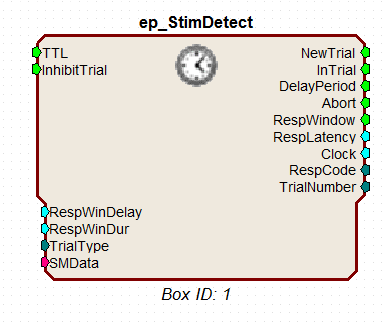 ep_StimDetect
TTL
InhibitTrial
NewTrial
InTrial
DelayPeriod
Abort
RespWindow
RespLatency
Clock
RespCode
TrialNumber
RespWinDelay
RespWinDur
TrialType
SMData
Box ID: 1